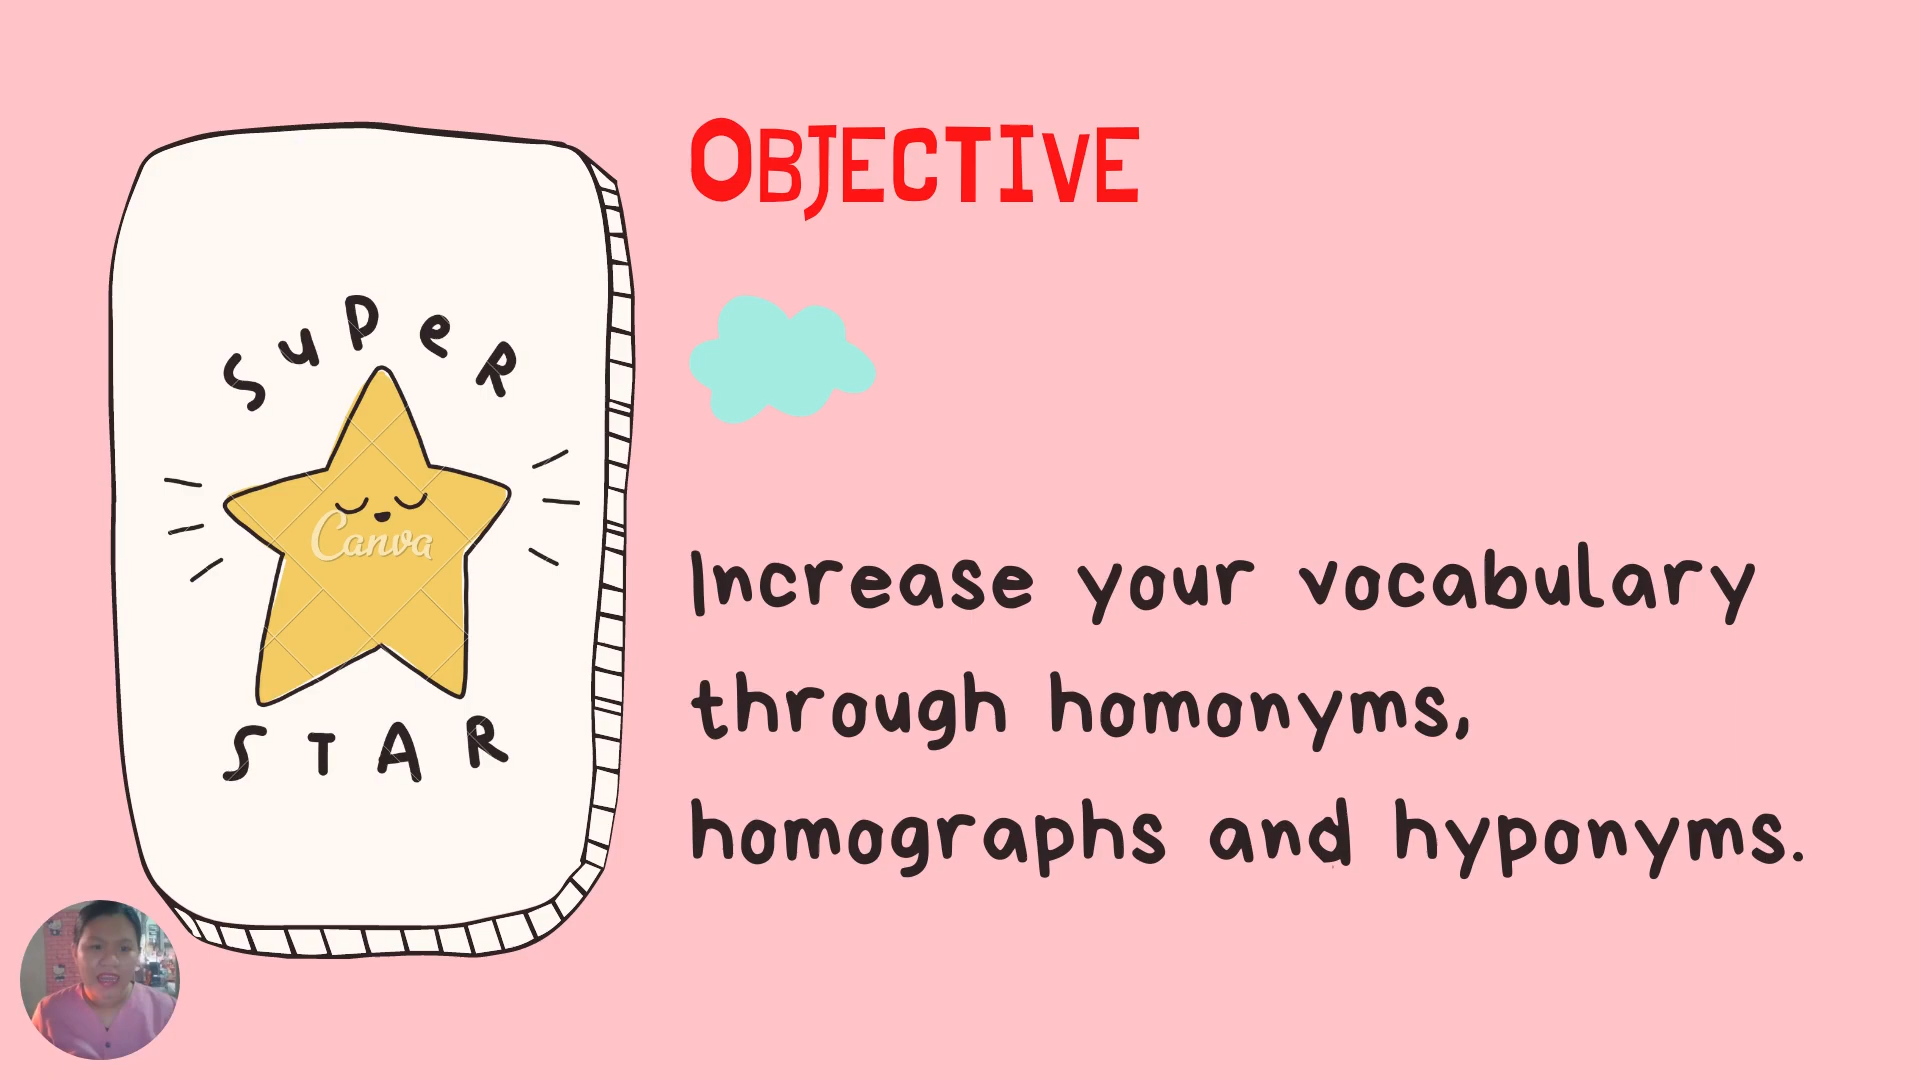 OBJECTIVE
SUPER
Canva
STAR
Increase your vocabulary
through homonyms,
homographs and hyponyms.